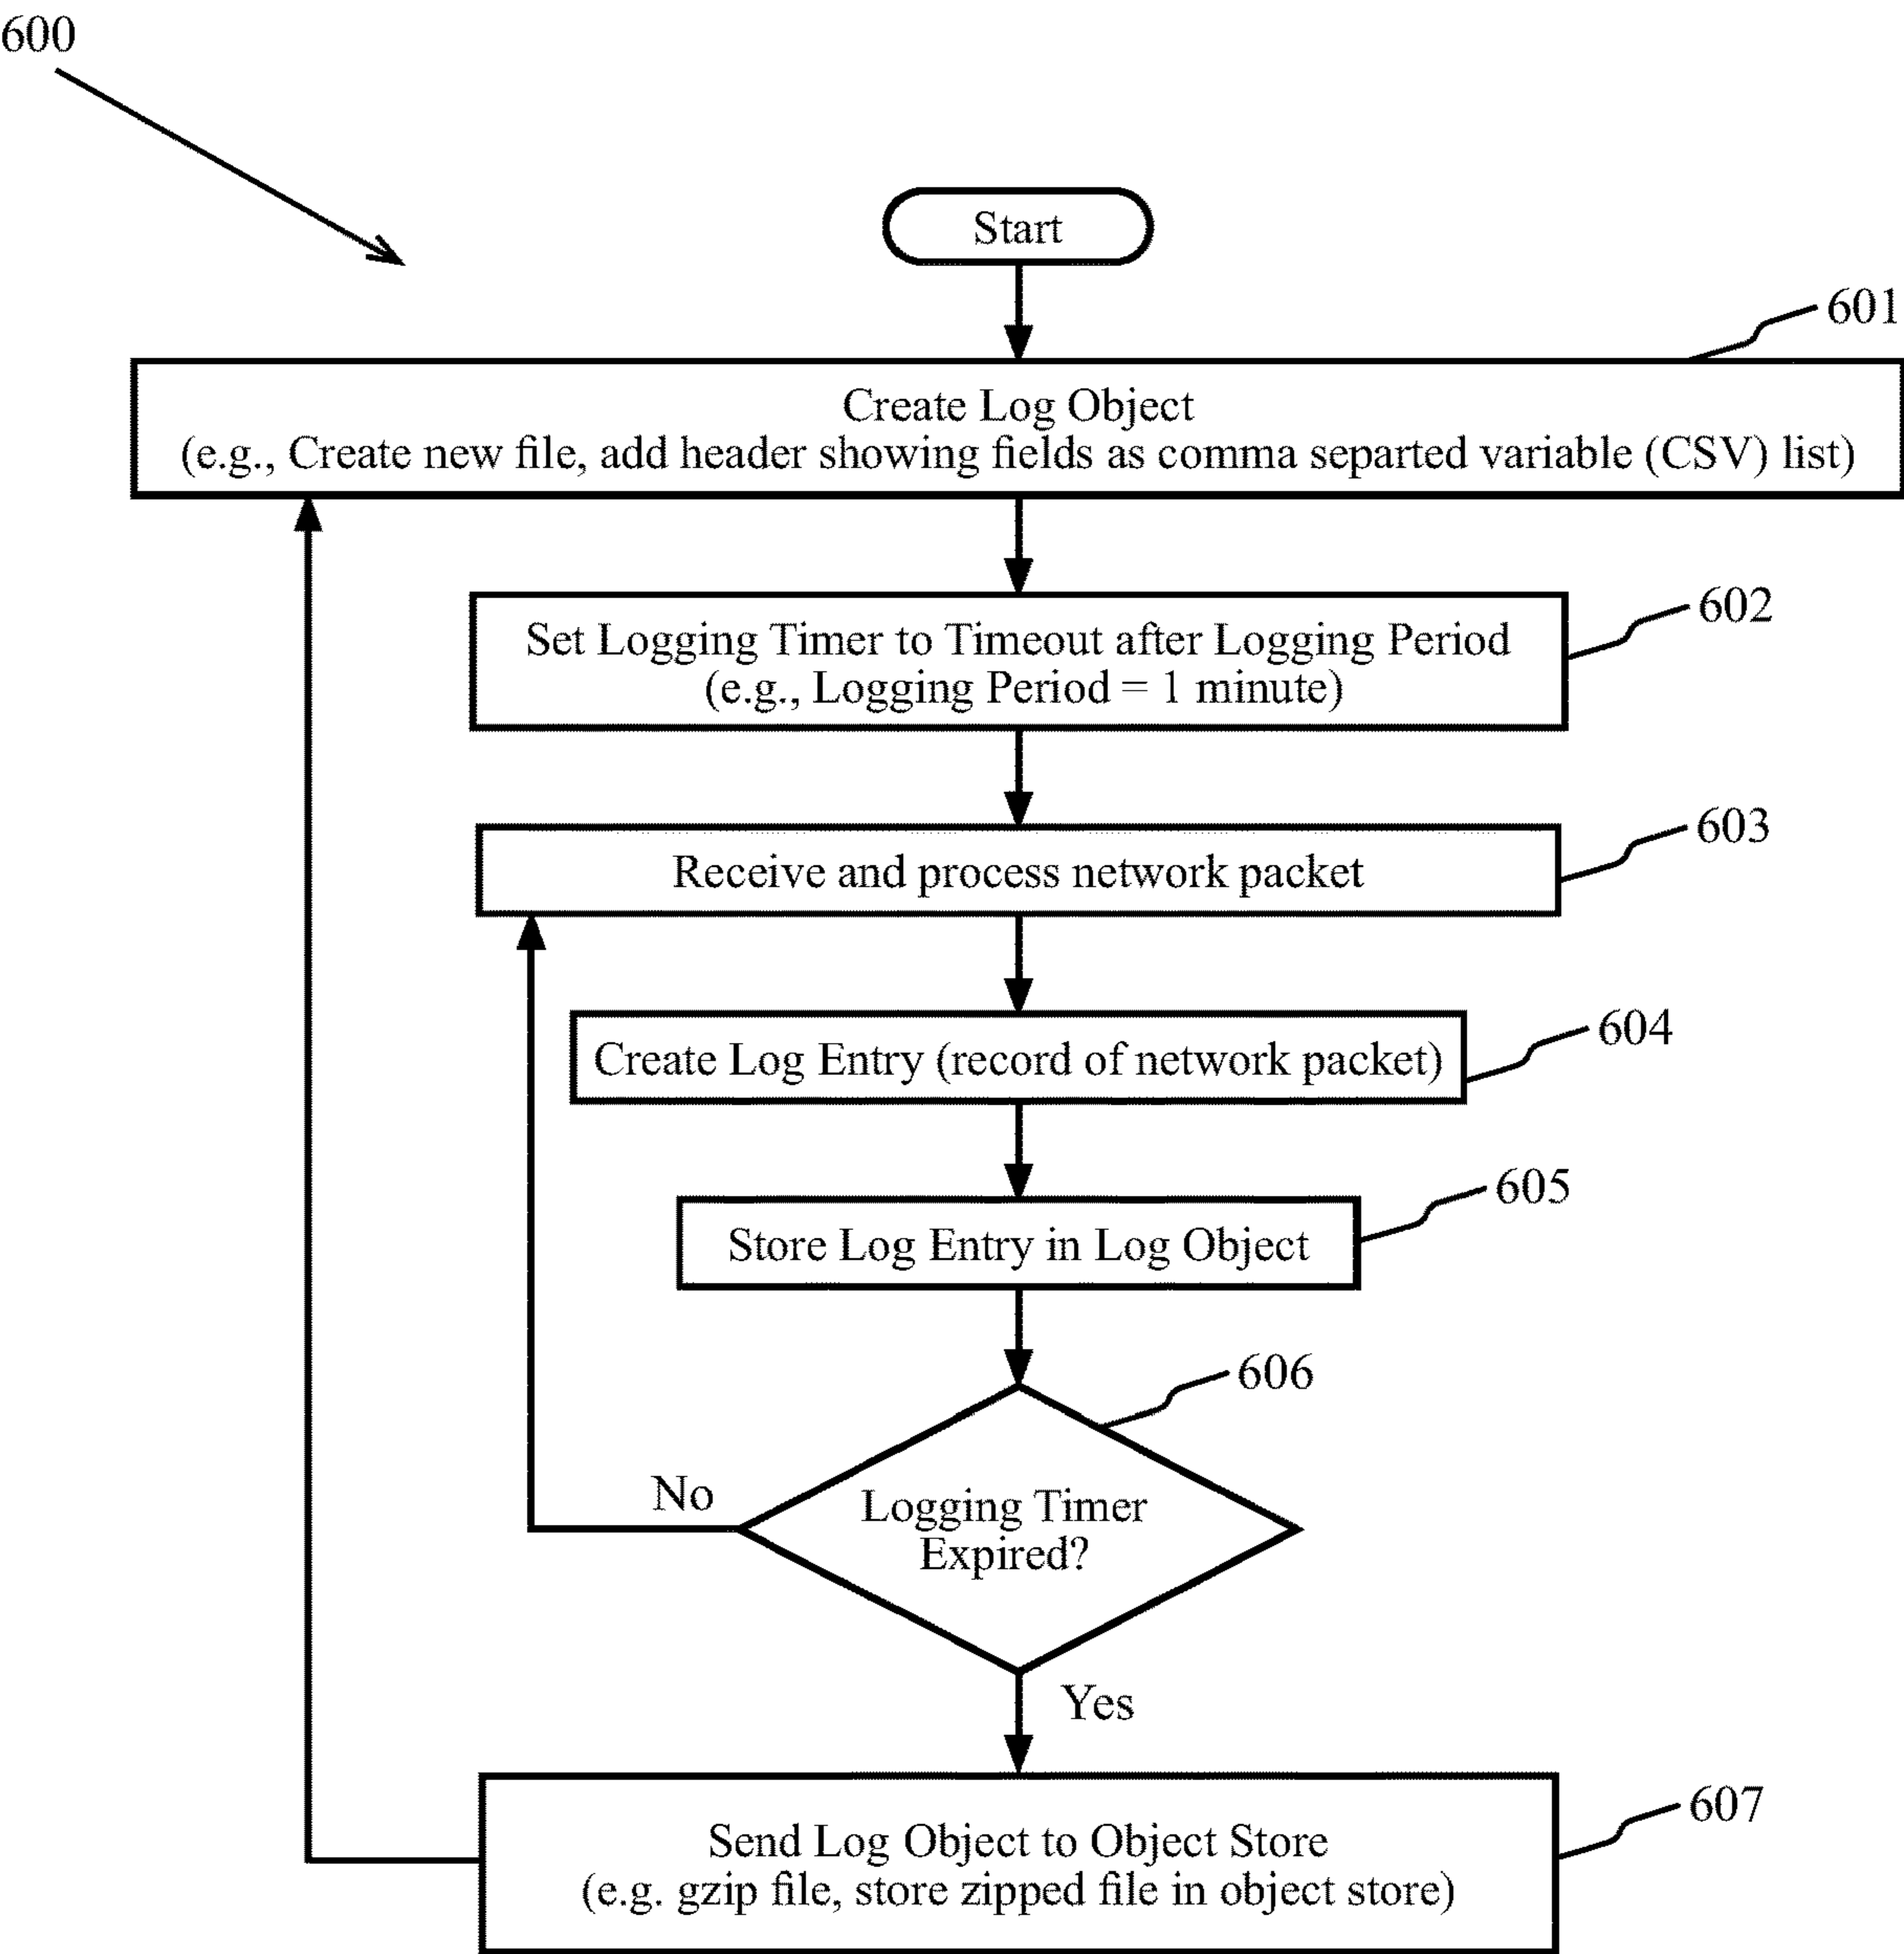 600
Start
601
Create Log Object
(e.g., Create new file, add header showing fields as comma separted variable (CSV) list)
602
Set Logging Timer to Timeout after Logging Period
(e.g., Logging Period = 1 minute)
603
Receive and process network packet
604
Create Log Entry (record of network packet)
605
Store Log Entry in Log Object
606
No
Logging Timer
Expired?
Yes
607
Send Log Object to Object Store
(e.g. gzip file, store zipped file in object store)